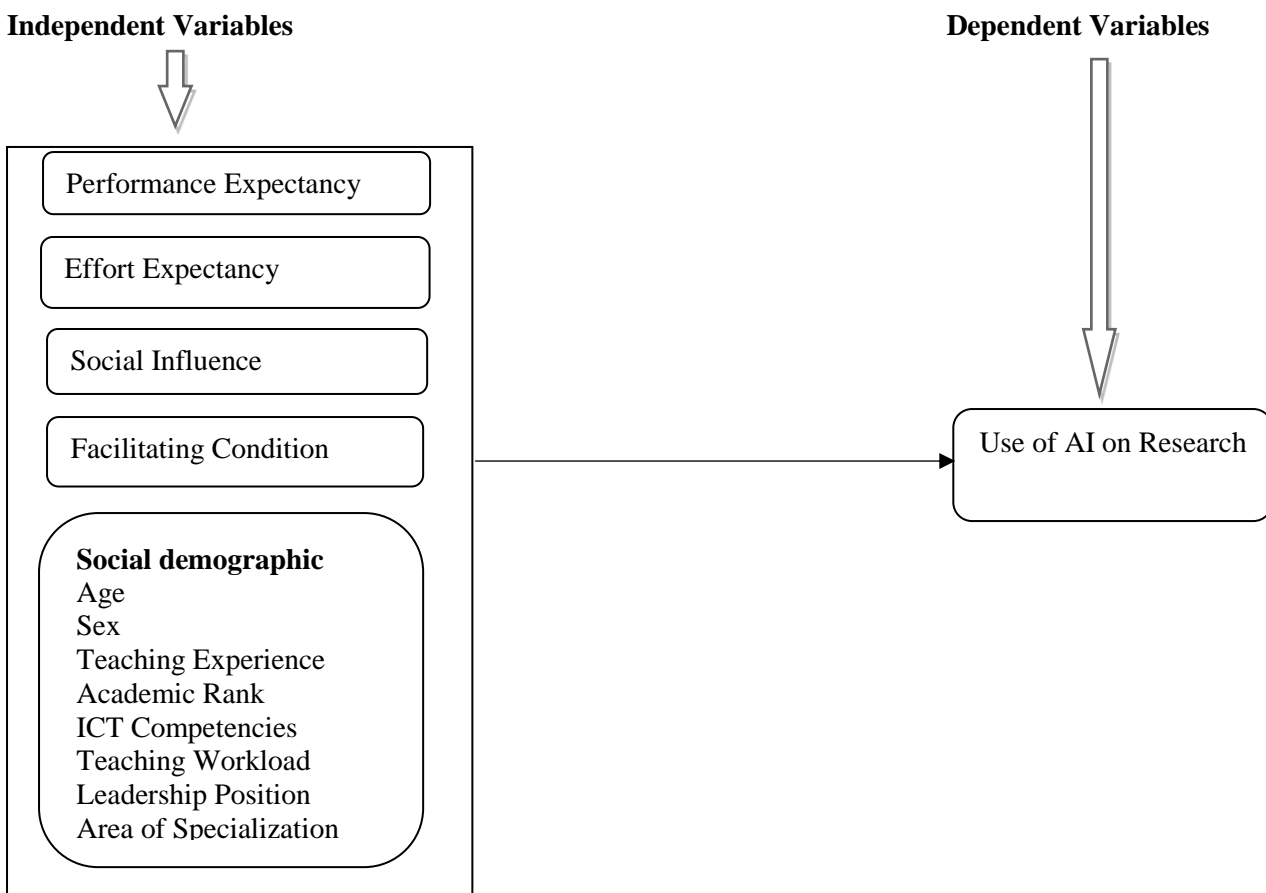 Independent Variables
Dependent Variables
Performance Expectancy
Effort Expectancy
Social Influence
Facilitating Condition
Use of AI on Research
Social demographic
Age
Sex
Teaching Experience
Academic Rank
ICT Competencies
Teaching Workload
Leadership Position
Area of Specialization